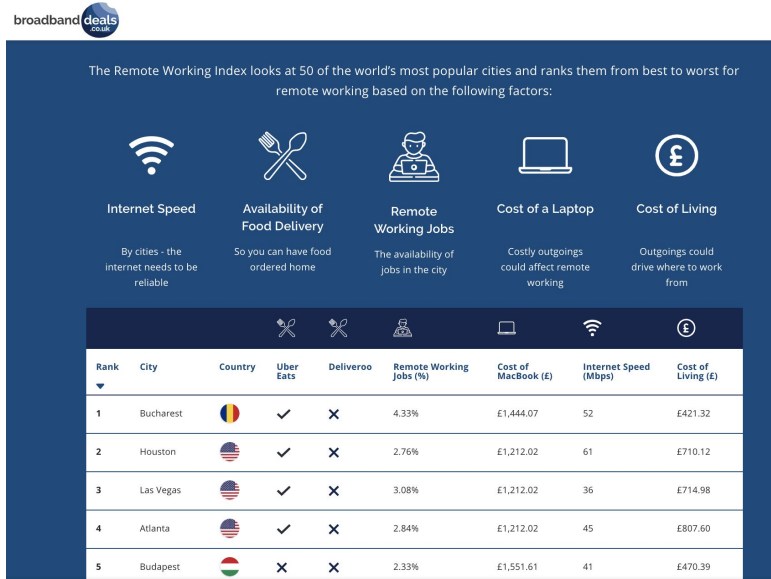 broadband deals
.co.uk
The Remote Working Index looks at 50 of the world's most popular cities and ranks them from best to worst for
remote working based on the following factors:
Internet Speed
By cities - the
internet needs to be
reliable
Availability of
Food Delivery
So you can have food
ordered home
Remote
Working Jobs
The availability of
jobs in the city
Cost of a Laptop
Costly outgoings
could affect remote
working
£
Cost of Living
Outgoings could
drive where to work
from
£
Rank City Country Uber Eats Deliveroo Remote Working Jobs (%) Cost of MacBook (£) Internet Speed (Mbps) Cost of Living (£)
1 Bucharest 4.33% £1,444.07 52 £421.32
2 Houston 2.76% £1,212.02 61 £710.12
3 Las Vegas 3.08% £1,212.02 36 £714.98
4 Atlanta 2.84% £1,212.02 45 £807.60
5 Budapest 2.33% £1,551.61 41 £470.39